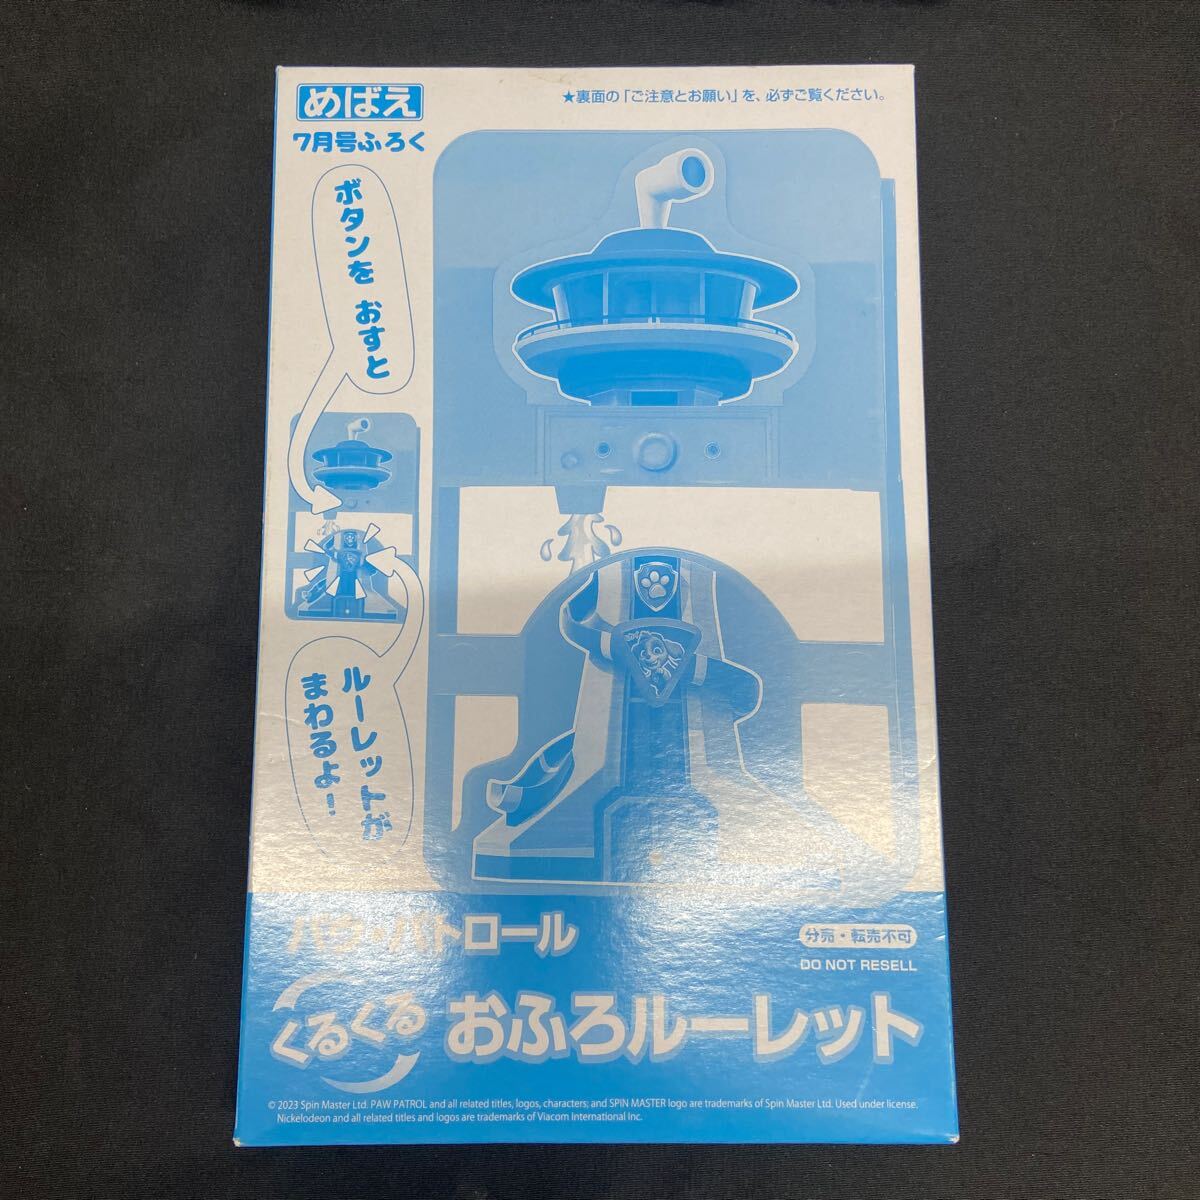 めばえ
7月号ふろく
★裏面の「ご注意とお願い」を、必ずご覧ください。
ボタンを おすと
ルーレットが
まわるよ!
パウ・パトロール
分売・転売不可
DO NOT RESELL
くるくる おふろルーレット
© 2023 Spin Master Ltd. PAW PATROL and all related titles, logos, characters; and SPIN MASTER logo are trademarks of Spin Master Ltd. Used under license.
Nickelodeon and all related titles and logos are trademarks of Viacom International Inc.